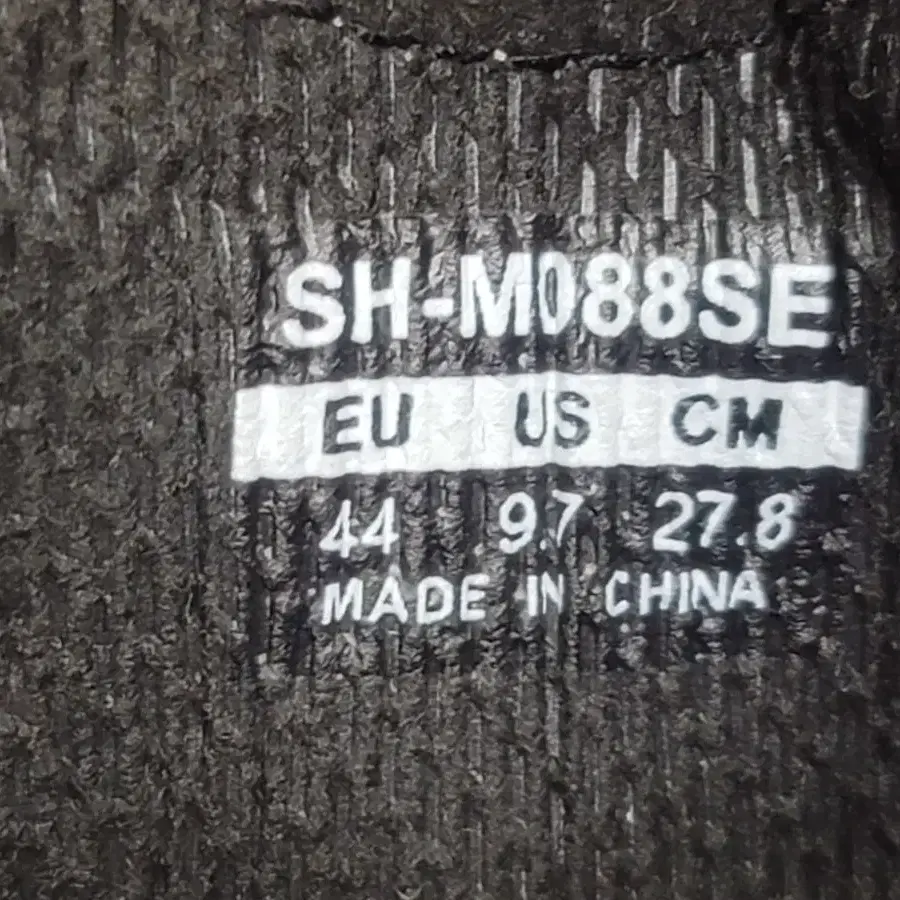 SH-M088SE
EU US CM
44 9.7 27.8
MADE IN CHINA